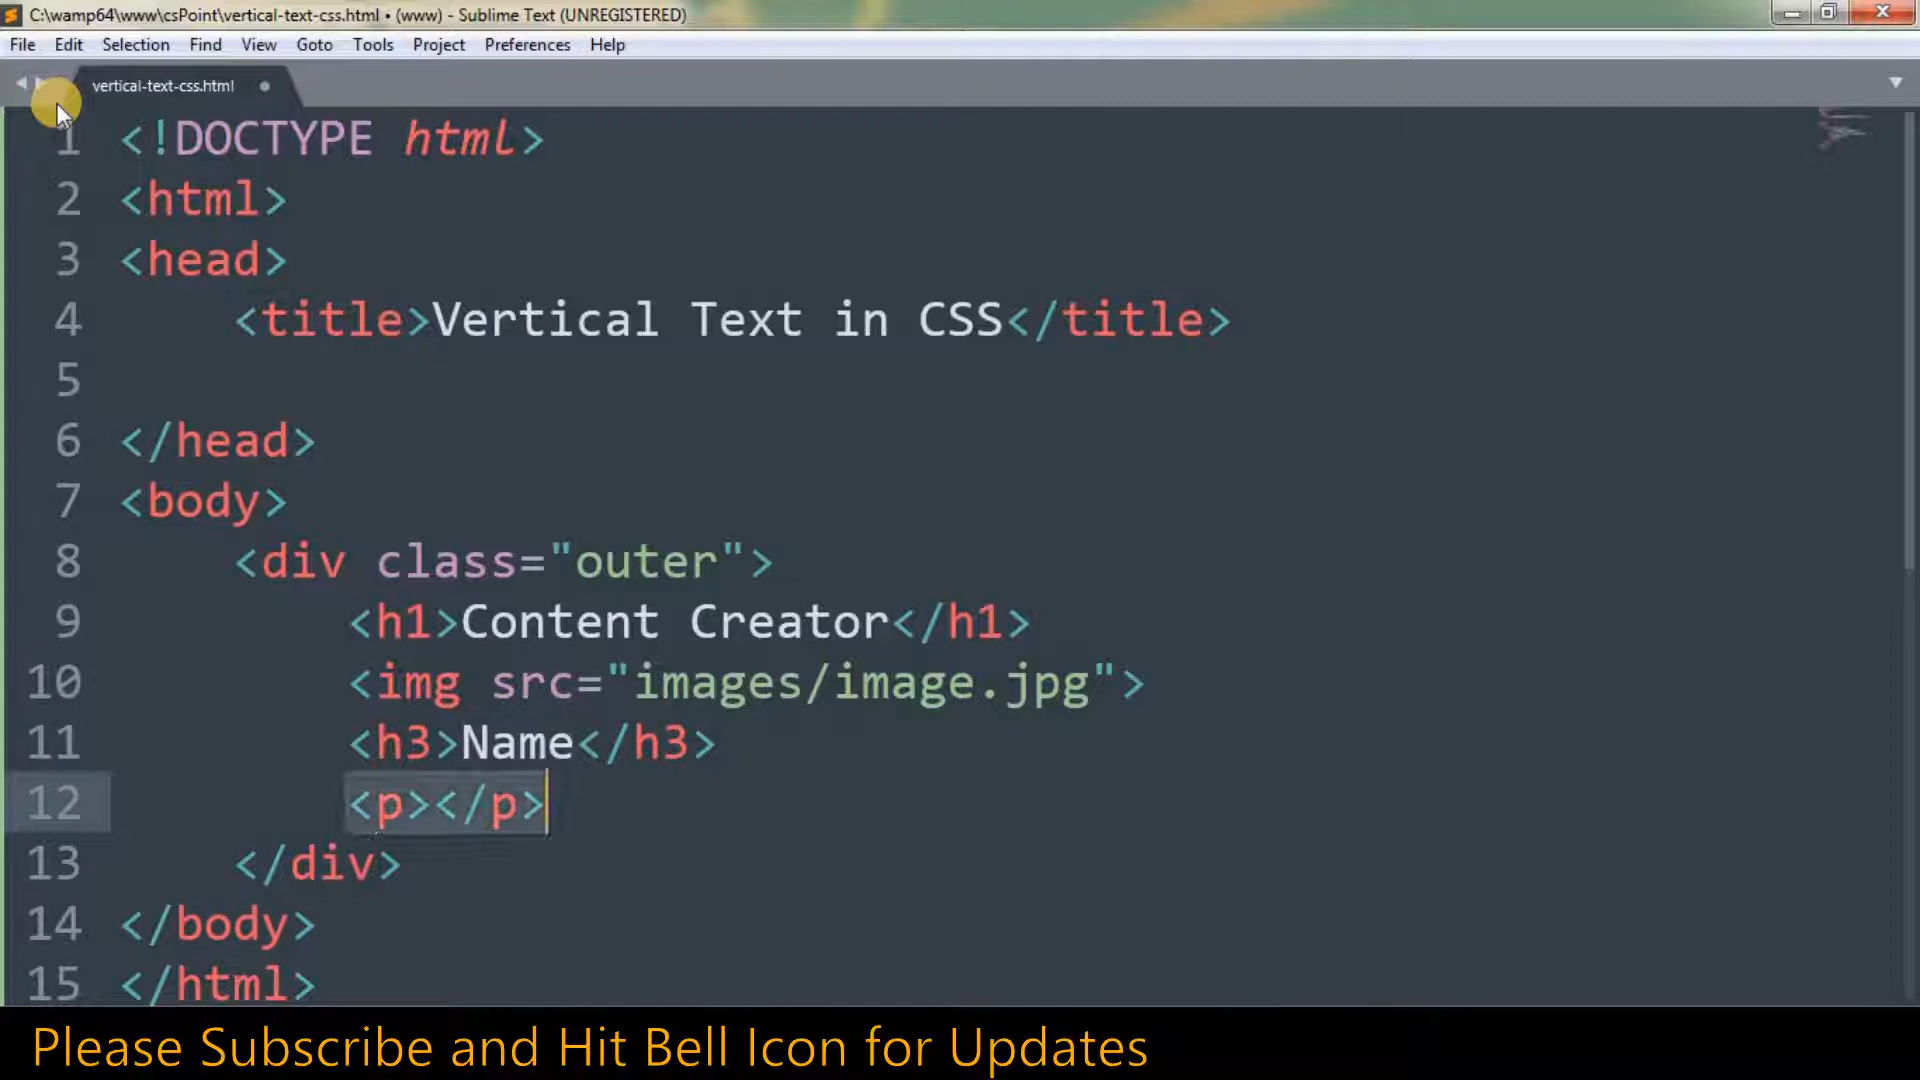 C:\wamp64\www\csPoint\vertical-text-css.html • (www) - Sublime Text (UNREGISTERED)
File Edit Selection Find View Goto Tools Project Preferences Help
vertical-text-css.html
1 <!DOCTYPE html>
2 <html>
3 <head>
4 <title>Vertical Text in CSS</title>
5
6 </head>
7 <body>
8 <div class="outer">
9 <h1>Content Creator</h1>
10 <img src="images/image.jpg">
11 <h3>Name</h3>
12 <p></p>
13 </div>
14 </body>
15 </html>
Please Subscribe and Hit Bell Icon for Updates